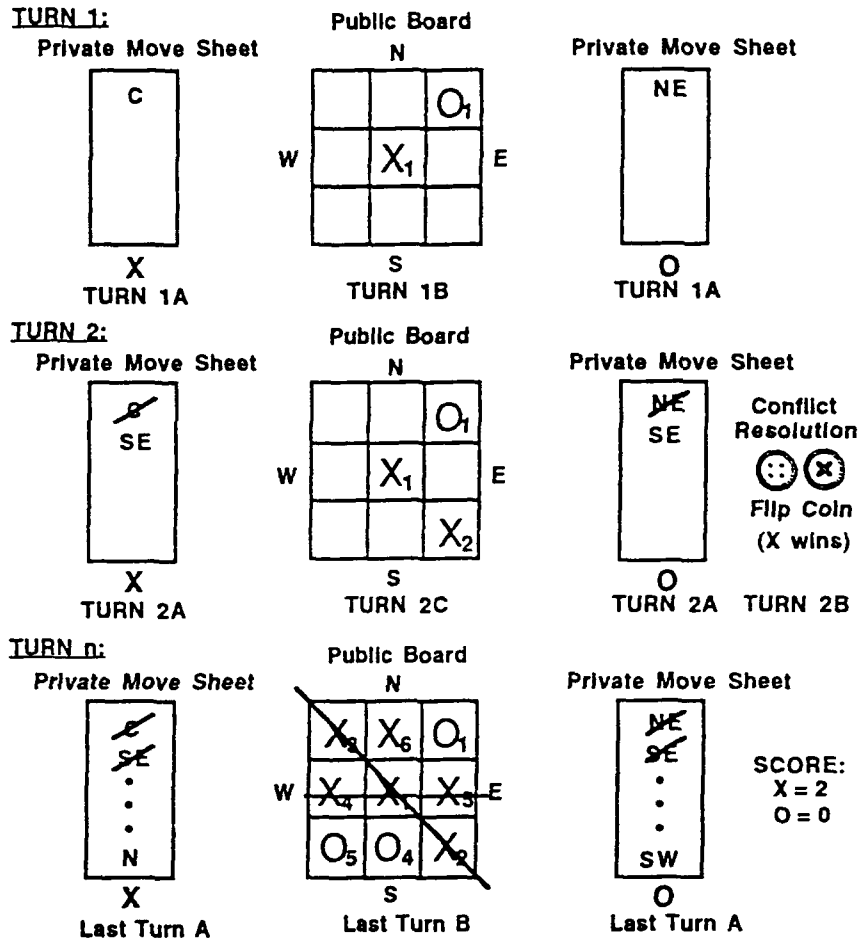 TURN 1:
Private Move Sheet
C
X
TURN 1A
Public Board
N
O1
W
X1
E
S
TURN 1B
Private Move Sheet
NE
O
TURN 1A
TURN 2:
Private Move Sheet
C
SE
X
TURN 2A
Public Board
N
O1
W
X1
E
X2
S
TURN 2C
Private Move Sheet
NE
SE
O
TURN 2A
Conflict
Resolution
Flip Coin
(X wins)
TURN 2B
TURN n:
Private Move Sheet
C
SE
N
X
Last Turn A
Public Board
N
X3 X6 O1
W X4 X1 X5 E
O5 O4 X2
S
Last Turn B
Private Move Sheet
NE
SE
SW
O
Last Turn A
SCORE:
X = 2
O = 0